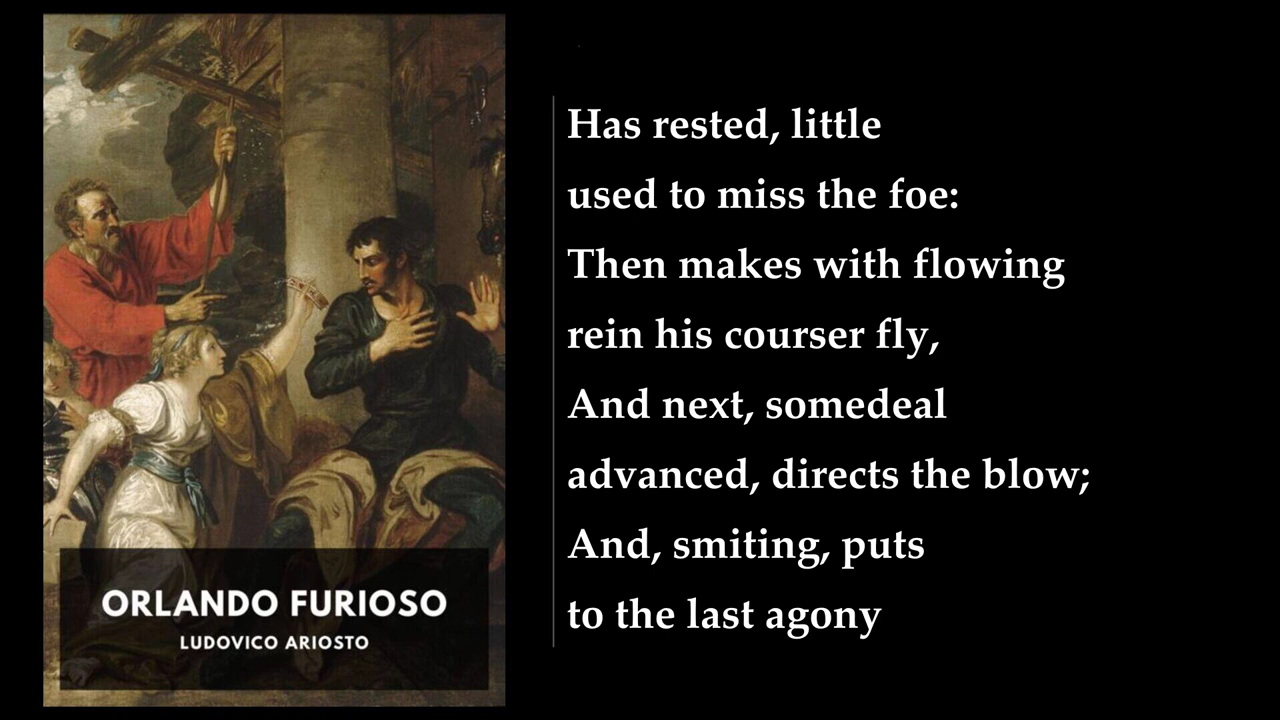 ORLANDO FURIOSO
LUDOVICO ARIOSTO
Has rested, little
used to miss the foe:
Then makes with flowing
rein his courser fly,
And next, somedeal
advanced, directs the blow;
And, smiting, puts
to the last agony